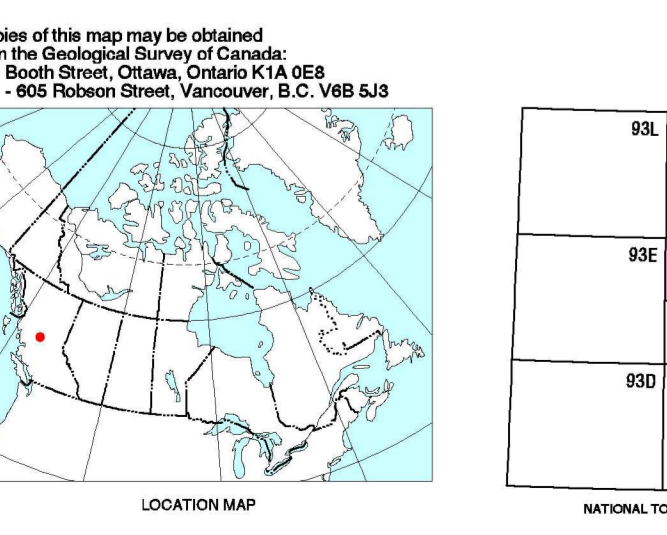 pies of this map may be obtained
n the Geological Survey of Canada:
Booth Street, Ottawa, Ontario K1A 0E8
- 605 Robson Street, Vancouver, B.C. V6B 5J3
93L
93E
93D
LOCATION MAP
NATIONAL TO